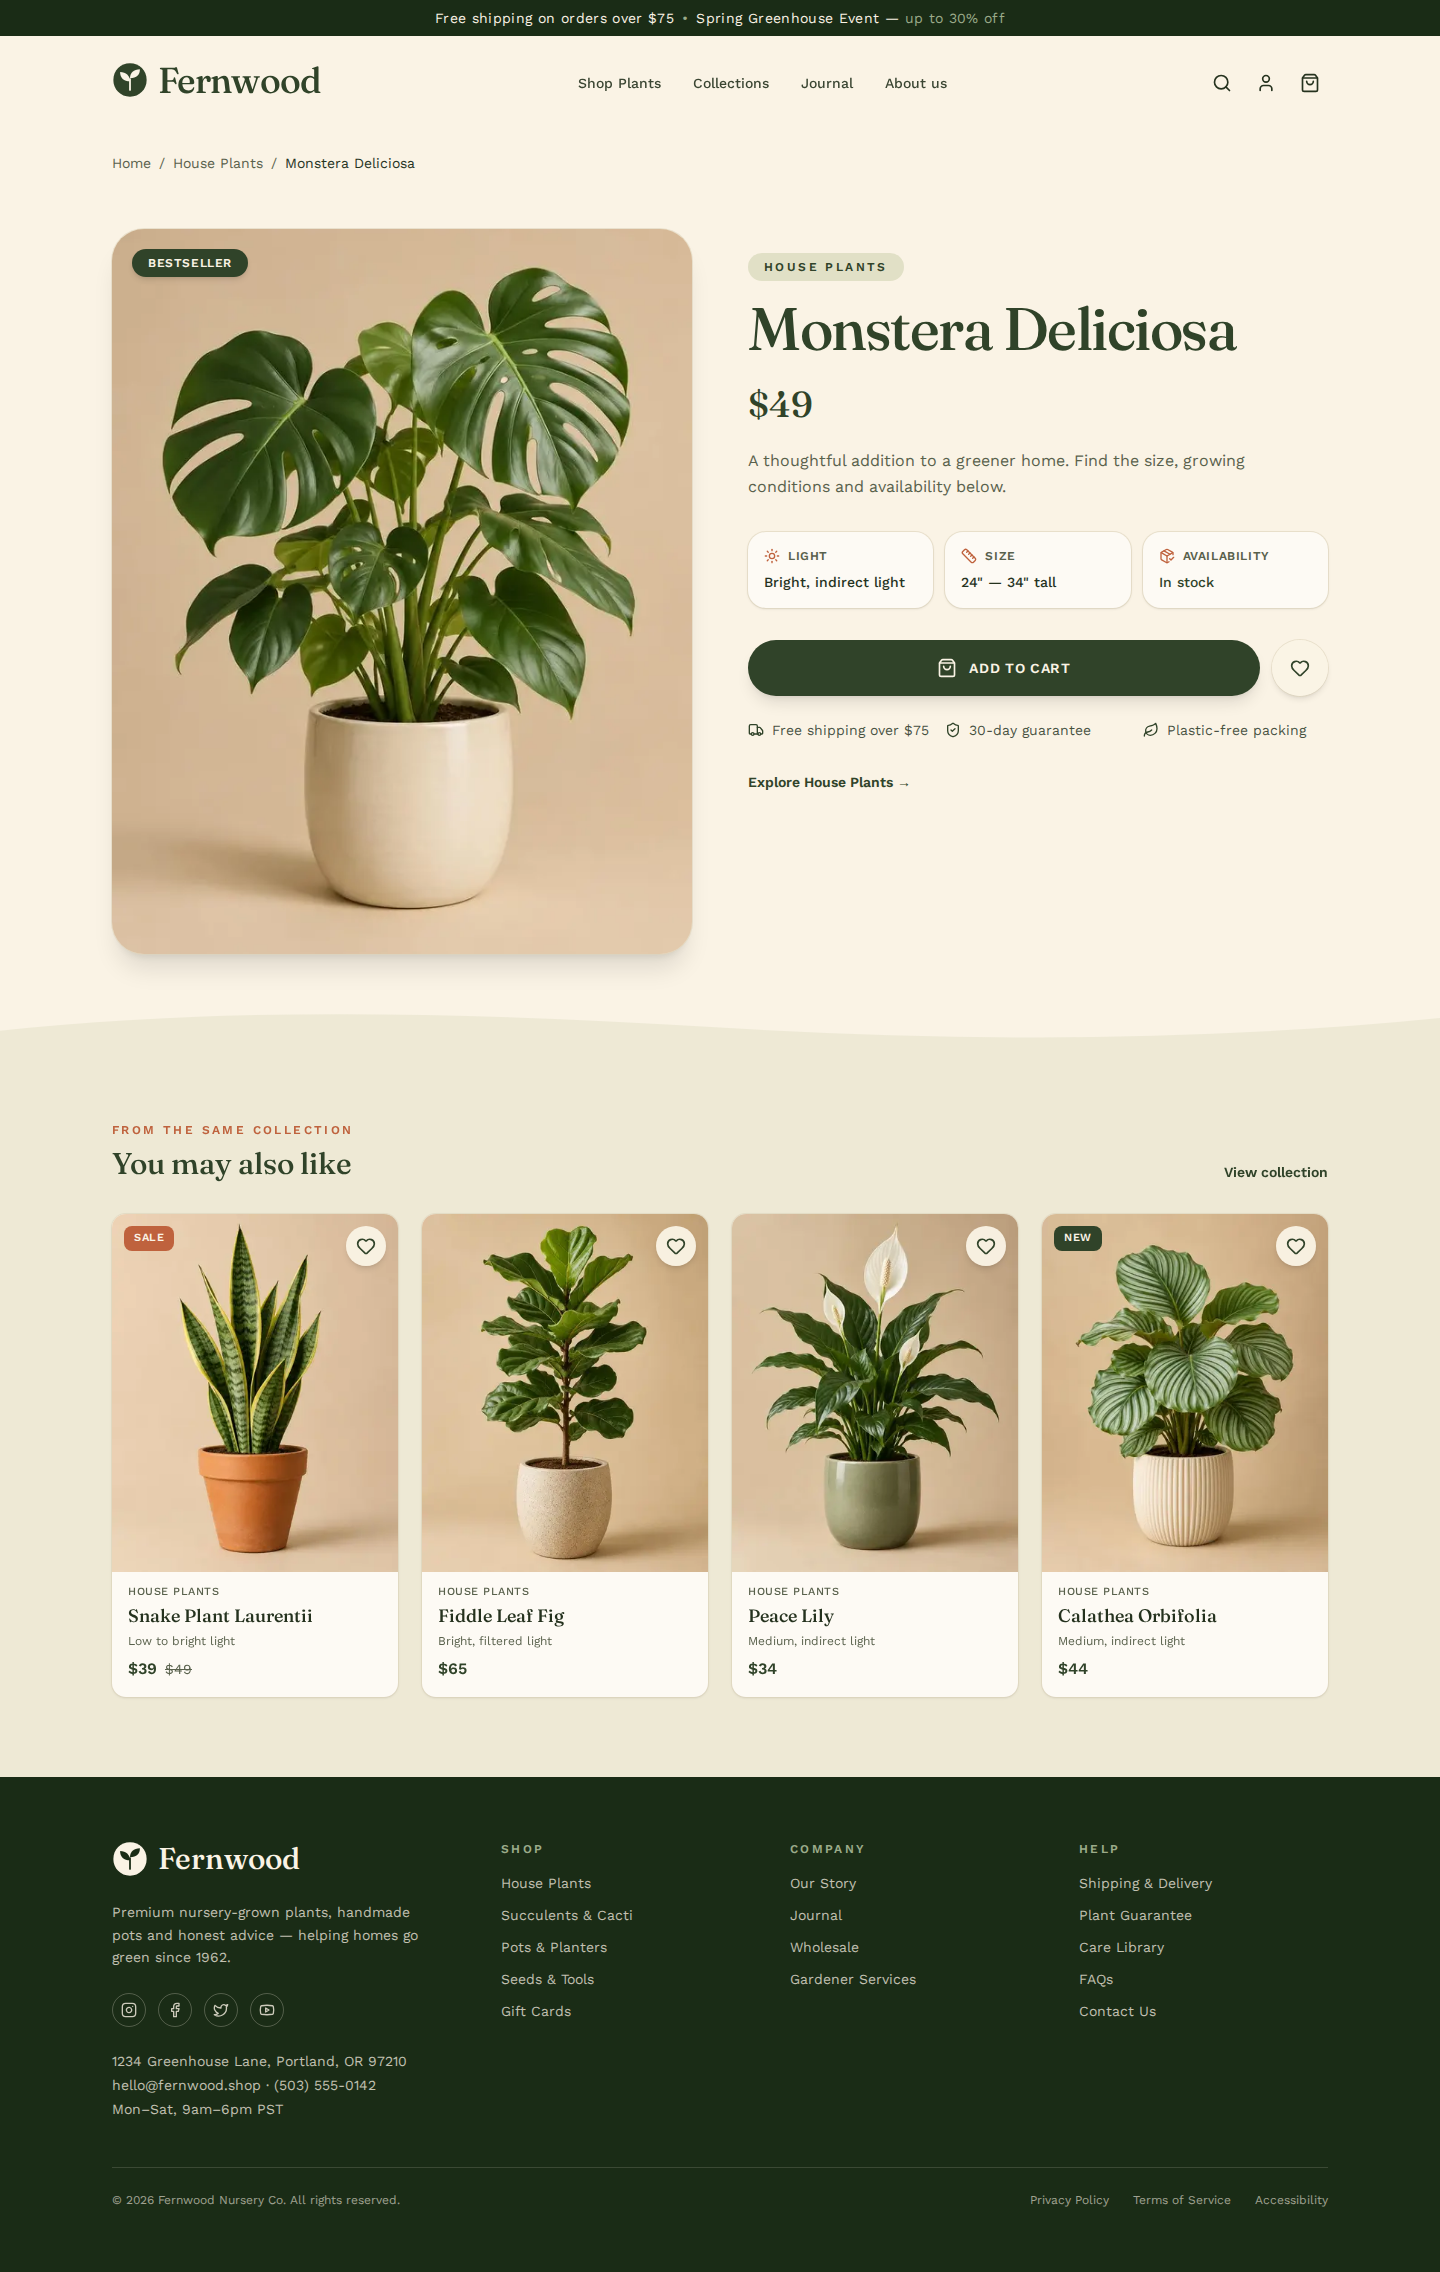 Free shipping on orders over $75 • Spring Greenhouse Event — up to 30% off
Fernwood
Shop Plants
Collections
Journal
About us
Home / House Plants / Monstera Deliciosa
BESTSELLER
HOUSE PLANTS
Monstera Deliciosa
$49
A thoughtful addition to a greener home. Find the size, growing
conditions and availability below.
LIGHT
Bright, indirect light
SIZE
24" — 34" tall
AVAILABILITY
In stock
ADD TO CART
Free shipping over $75
30-day guarantee
Plastic-free packing
Explore House Plants →
FROM THE SAME COLLECTION
You may also like
View collection
SALE
HOUSE PLANTS
Snake Plant Laurentii
Low to bright light
$39 $49
HOUSE PLANTS
Fiddle Leaf Fig
Bright, filtered light
$65
HOUSE PLANTS
Peace Lily
Medium, indirect light
$34
NEW
HOUSE PLANTS
Calathea Orbifolia
Medium, indirect light
$44
Fernwood
Premium nursery-grown plants, handmade
pots and honest advice — helping homes go
green since 1962.
1234 Greenhouse Lane, Portland, OR 97210
hello@fernwood.shop · (503) 555-0142
Mon–Sat, 9am–6pm PST
SHOP
House Plants
Succulents & Cacti
Pots & Planters
Seeds & Tools
Gift Cards
COMPANY
Our Story
Journal
Wholesale
Gardener Services
HELP
Shipping & Delivery
Plant Guarantee
Care Library
FAQs
Contact Us
© 2026 Fernwood Nursery Co. All rights reserved.
Privacy Policy
Terms of Service
Accessibility